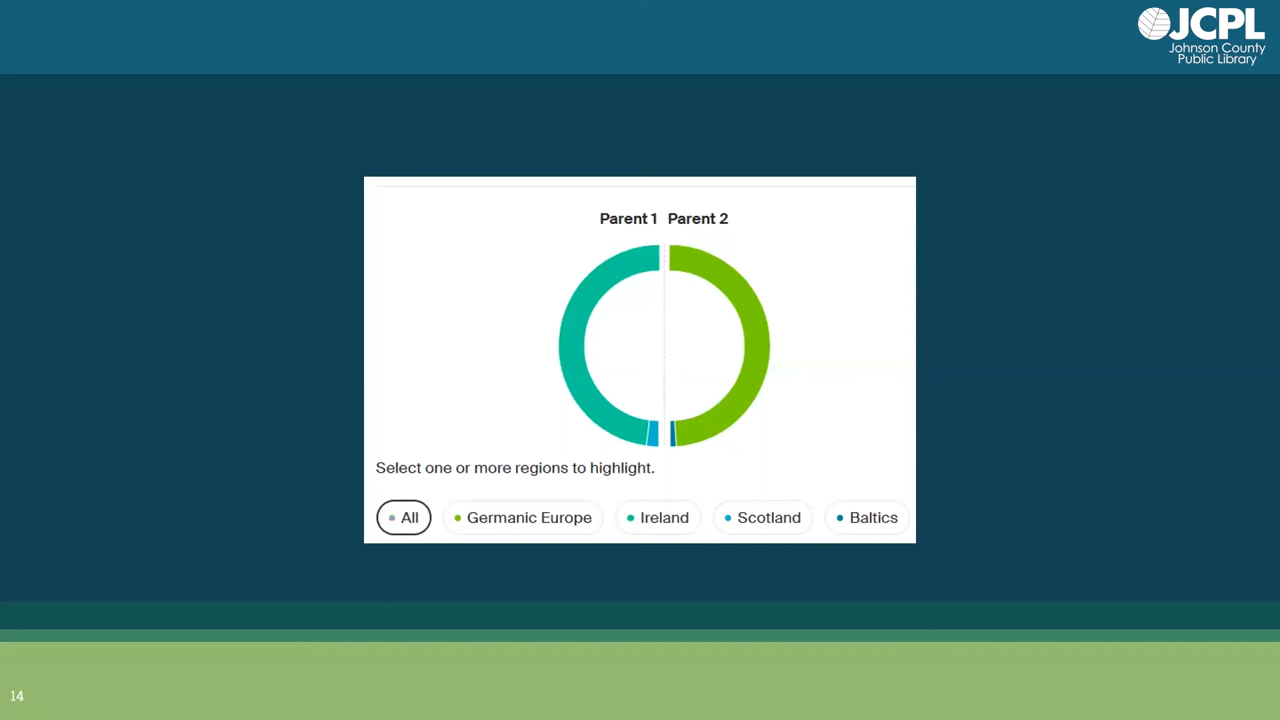 JCPL
Johnson County
Public Library
Parent 1 Parent 2
Select one or more regions to highlight.
All Germanic Europe Ireland Scotland Baltics
14